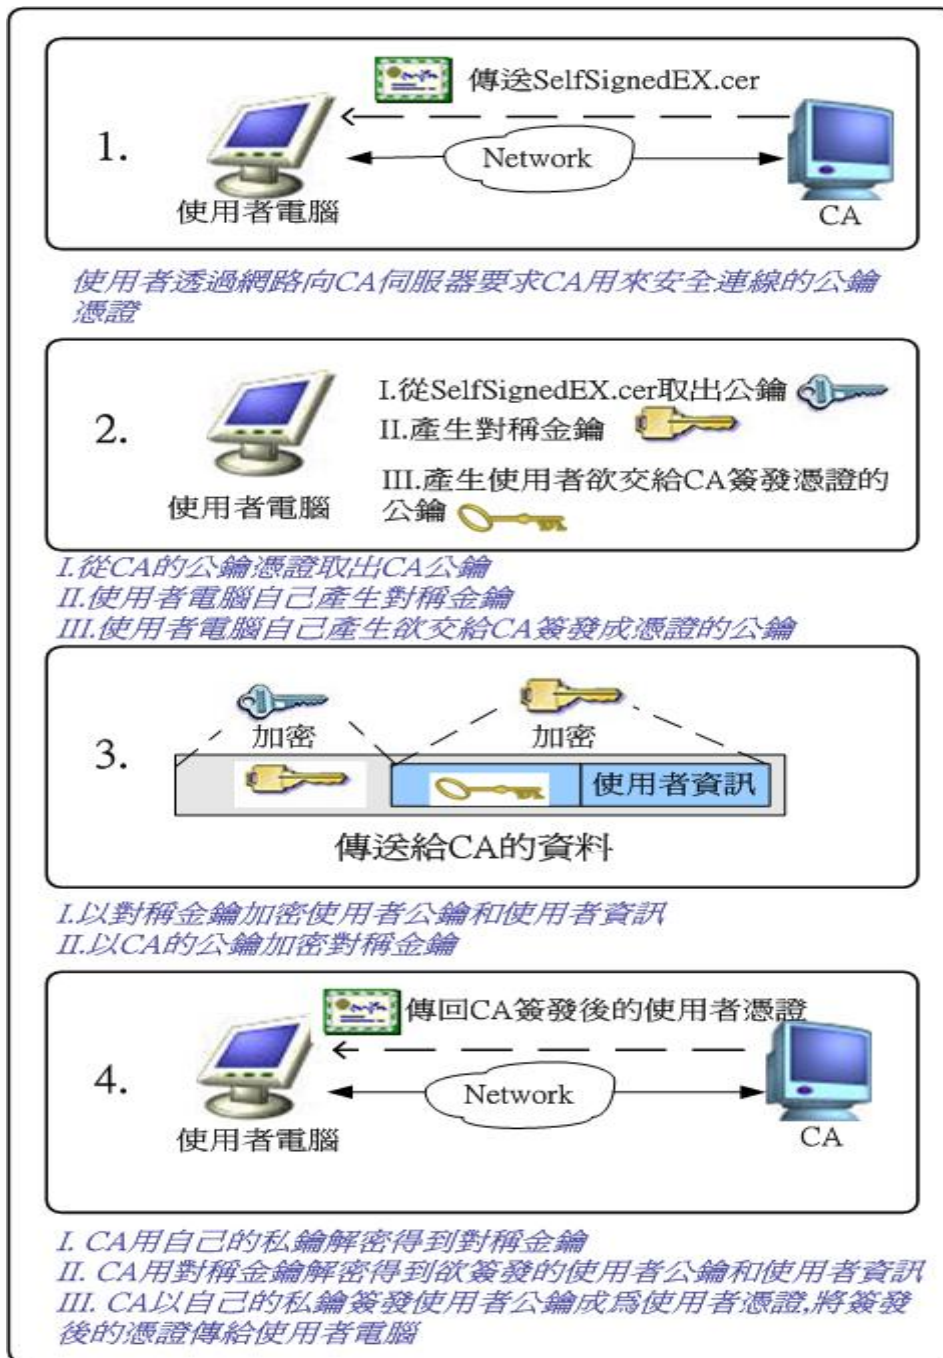 1.
傳送SelfSignedEX.cer
Network
使用者電腦
CA
使用者透過網路向CA伺服器要求CA用來安全連線的公鑰
憑證
2.
使用者電腦
I.從SelfSignedEX.cer取出公鑰
II.產生對稱金鑰
III.產生使用者欲交給CA簽發憑證的
公鑰
I.從CA的公鑰憑證取出CA公鑰
II.使用者電腦自己產生對稱金鑰
III.使用者電腦自己產生欲交給CA簽發成憑證的公鑰
3.
加密
加密
使用者資訊
傳送給CA的資料
I.以對稱金鑰加密使用者公鑰和使用者資訊
II.以CA的公鑰加密對稱金鑰
4.
傳回CA簽發後的使用者憑證
Network
使用者電腦
CA
I. CA用自己的私鑰解密得到對稱金鑰
II. CA用對稱金鑰解密得到欲簽發的使用者公鑰和使用者資訊
III. CA以自己的私鑰簽發使用者公鑰成爲使用者憑證,將簽發
後的憑證傳給使用者電腦